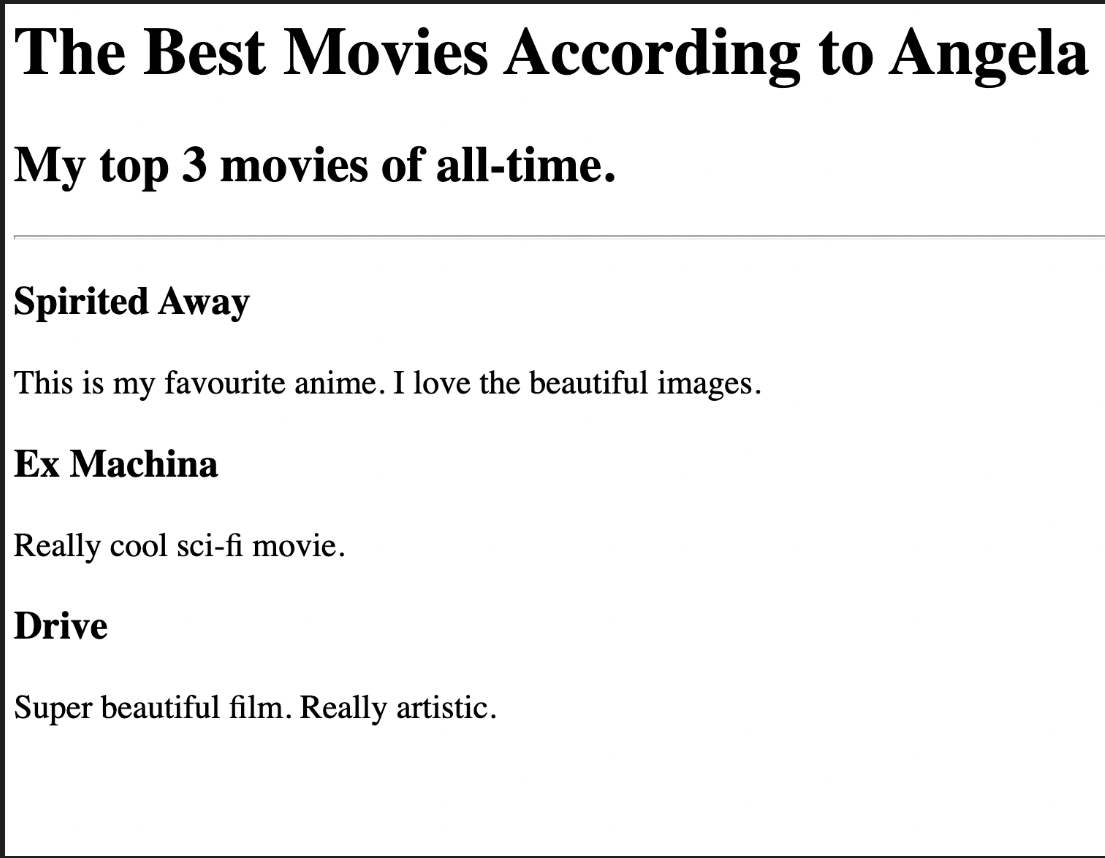 The Best Movies According to Angela
My top 3 movies of all-time.
Spirited Away
This is my favourite anime. I love the beautiful images.
Ex Machina
Really cool sci-fi movie.
Drive
Super beautiful film. Really artistic.